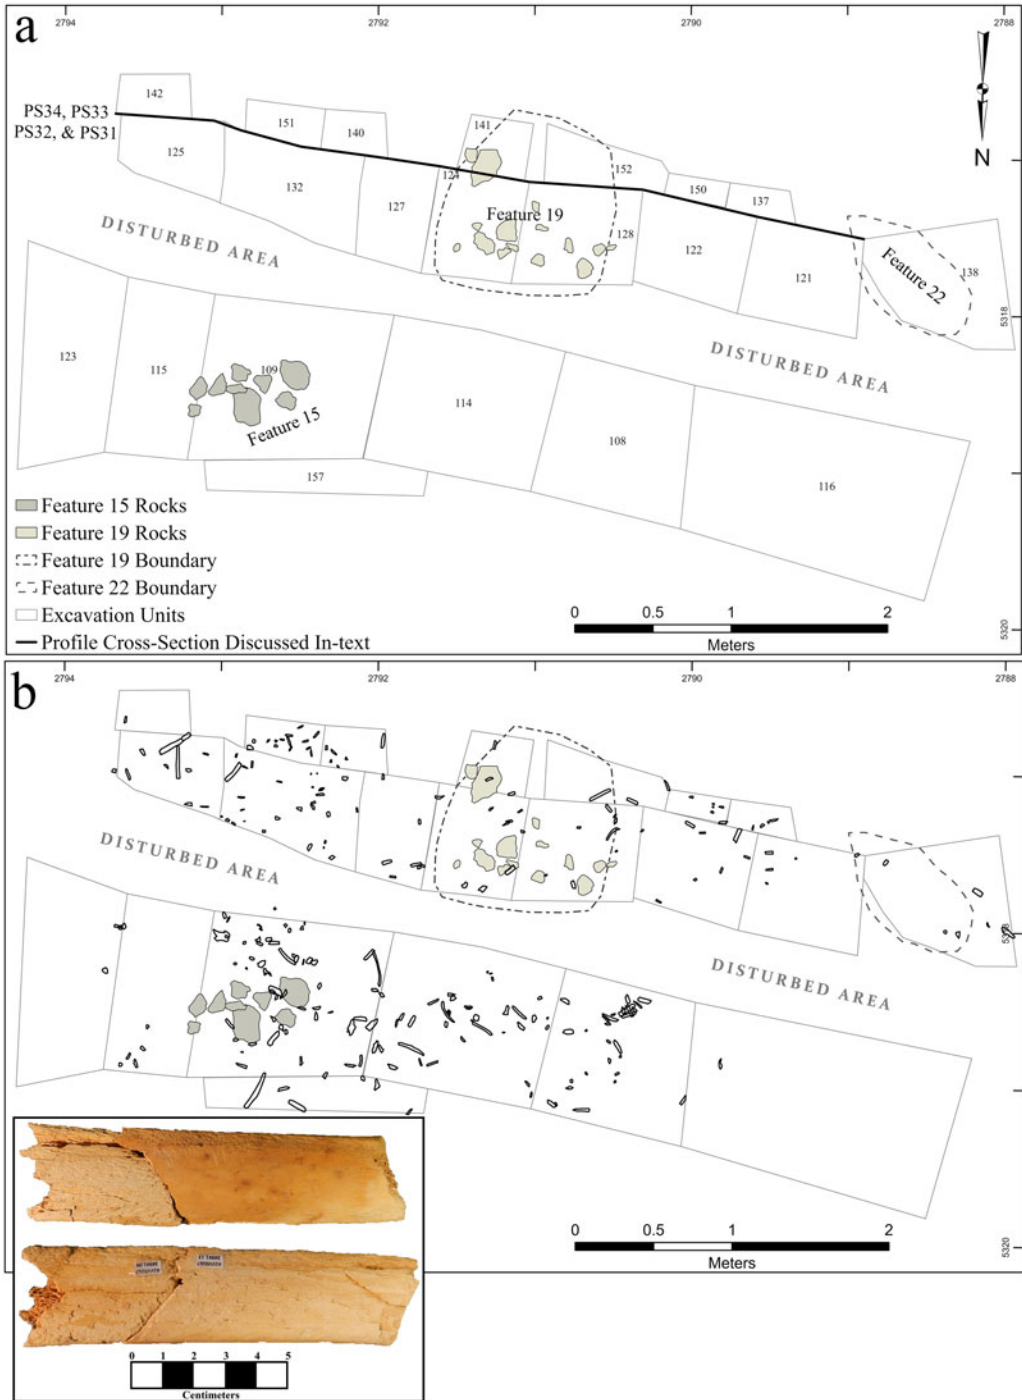 a
2794
2792
2790
2788
N
PS34, PS33
PS32, & PS31
142
151
140
141
152
150
137
125
132
127
124
Feature 19
128
122
121
Feature 22
138
5318
DISTURBED AREA
DISTURBED AREA
123
115
109
Feature 15
114
108
116
157
Feature 15 Rocks
Feature 19 Rocks
Feature 19 Boundary
Feature 22 Boundary
Excavation Units
Profile Cross-Section Discussed In-text
0 0.5 1 2
Meters
5320
b
2794
2792
2790
2788
DISTURBED AREA
DISTURBED AREA
0 0.5 1 2
Meters
5320
0 1 2 3 4 5
Centimeters